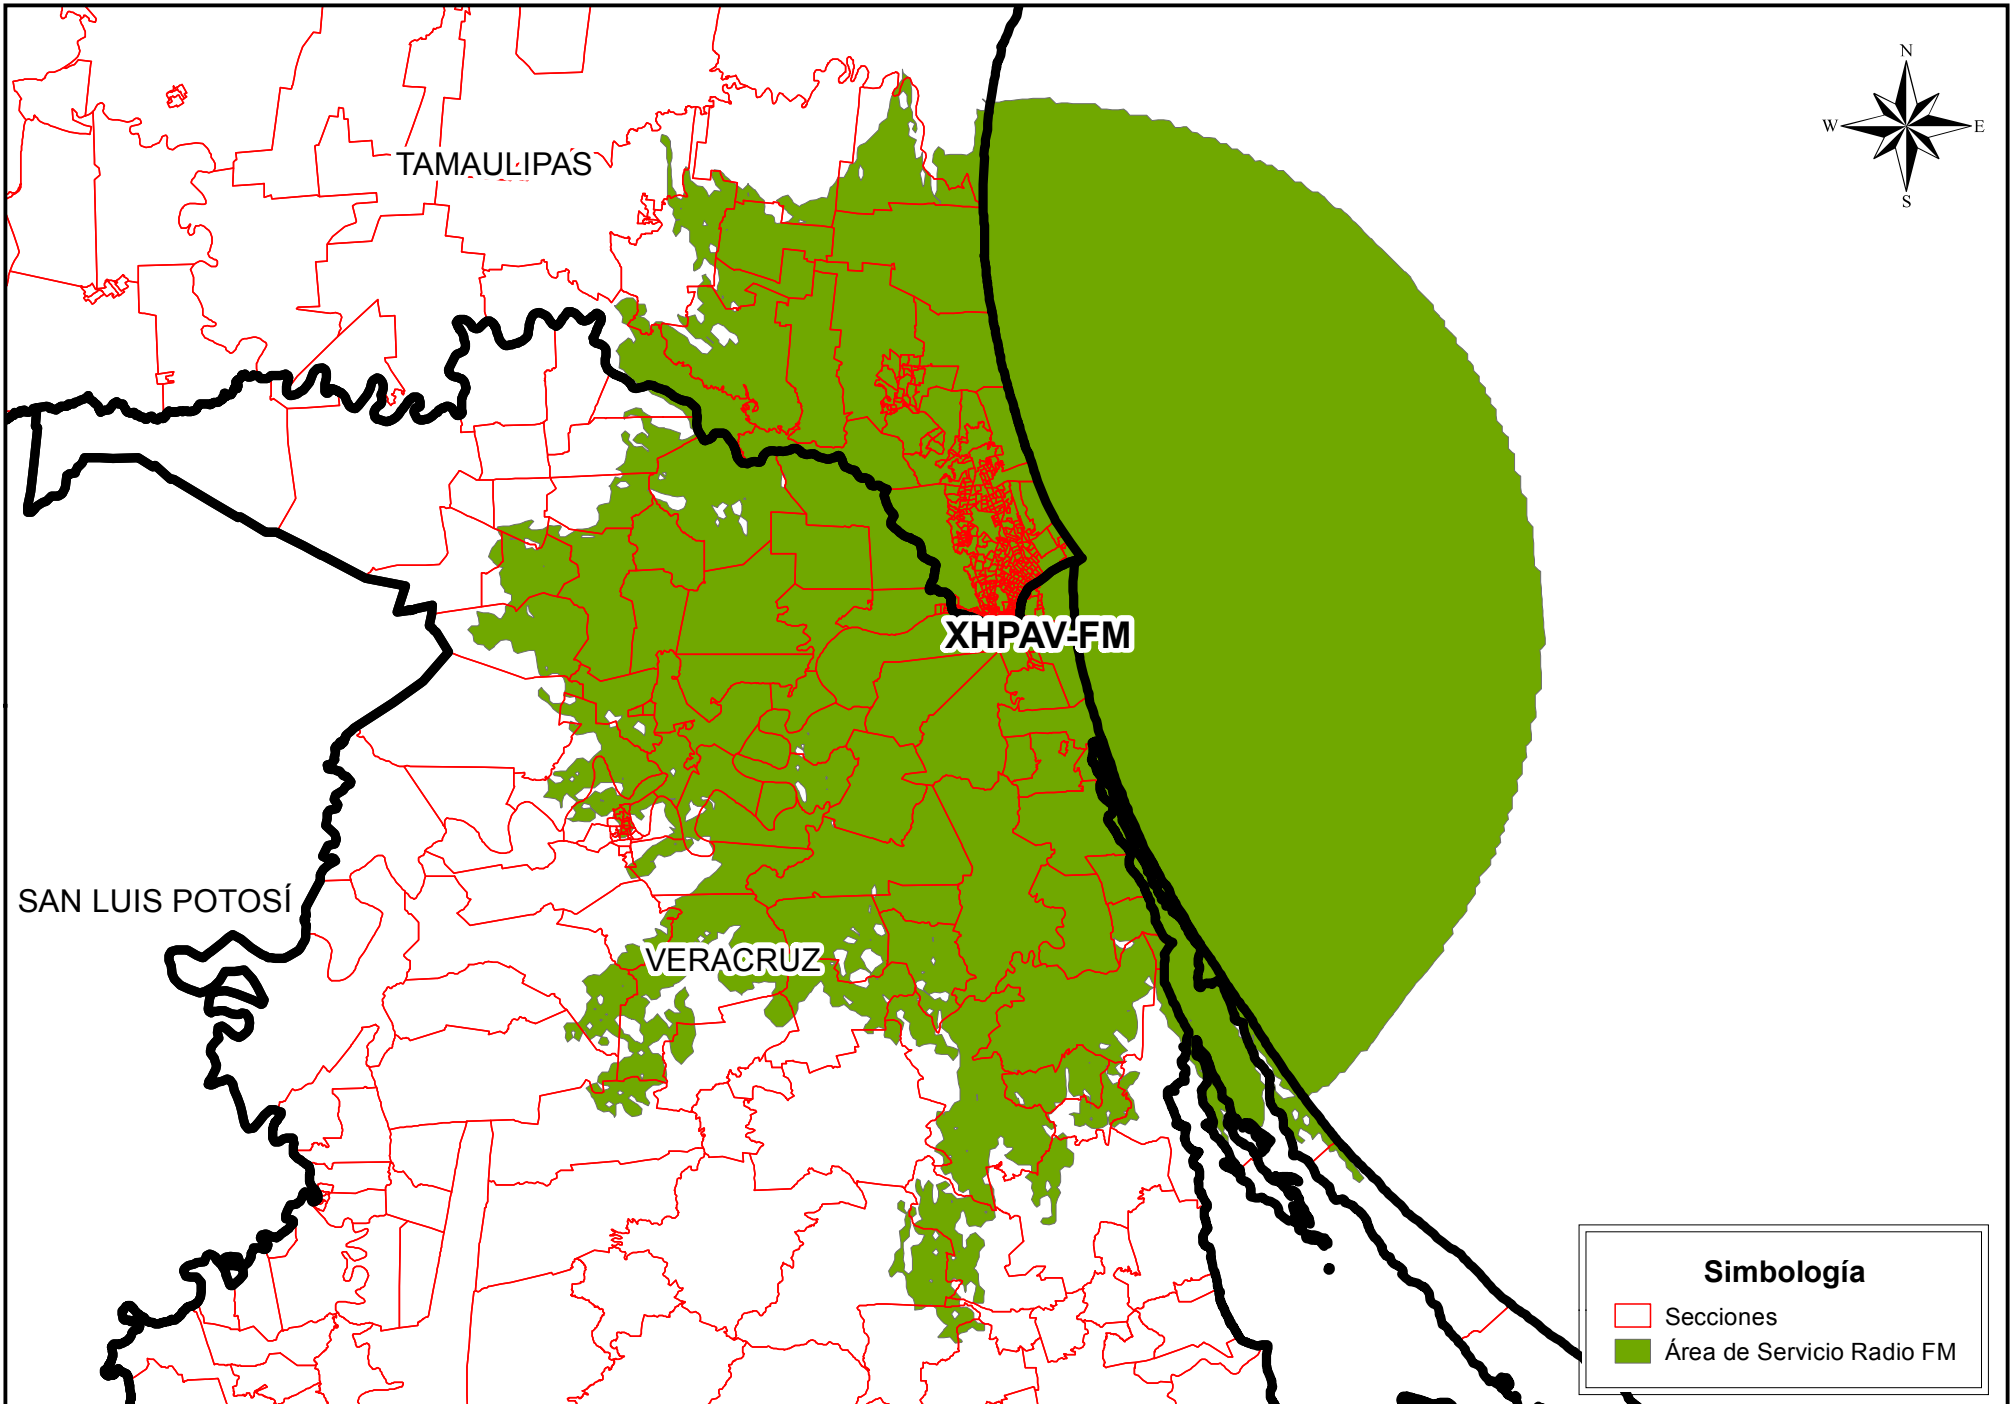 N
W E
S
TAMAULIPAS
XHPAV-FM
SAN LUIS POTOSÍ
VERACRUZ
Simbología
Secciones
Área de Servicio Radio FM